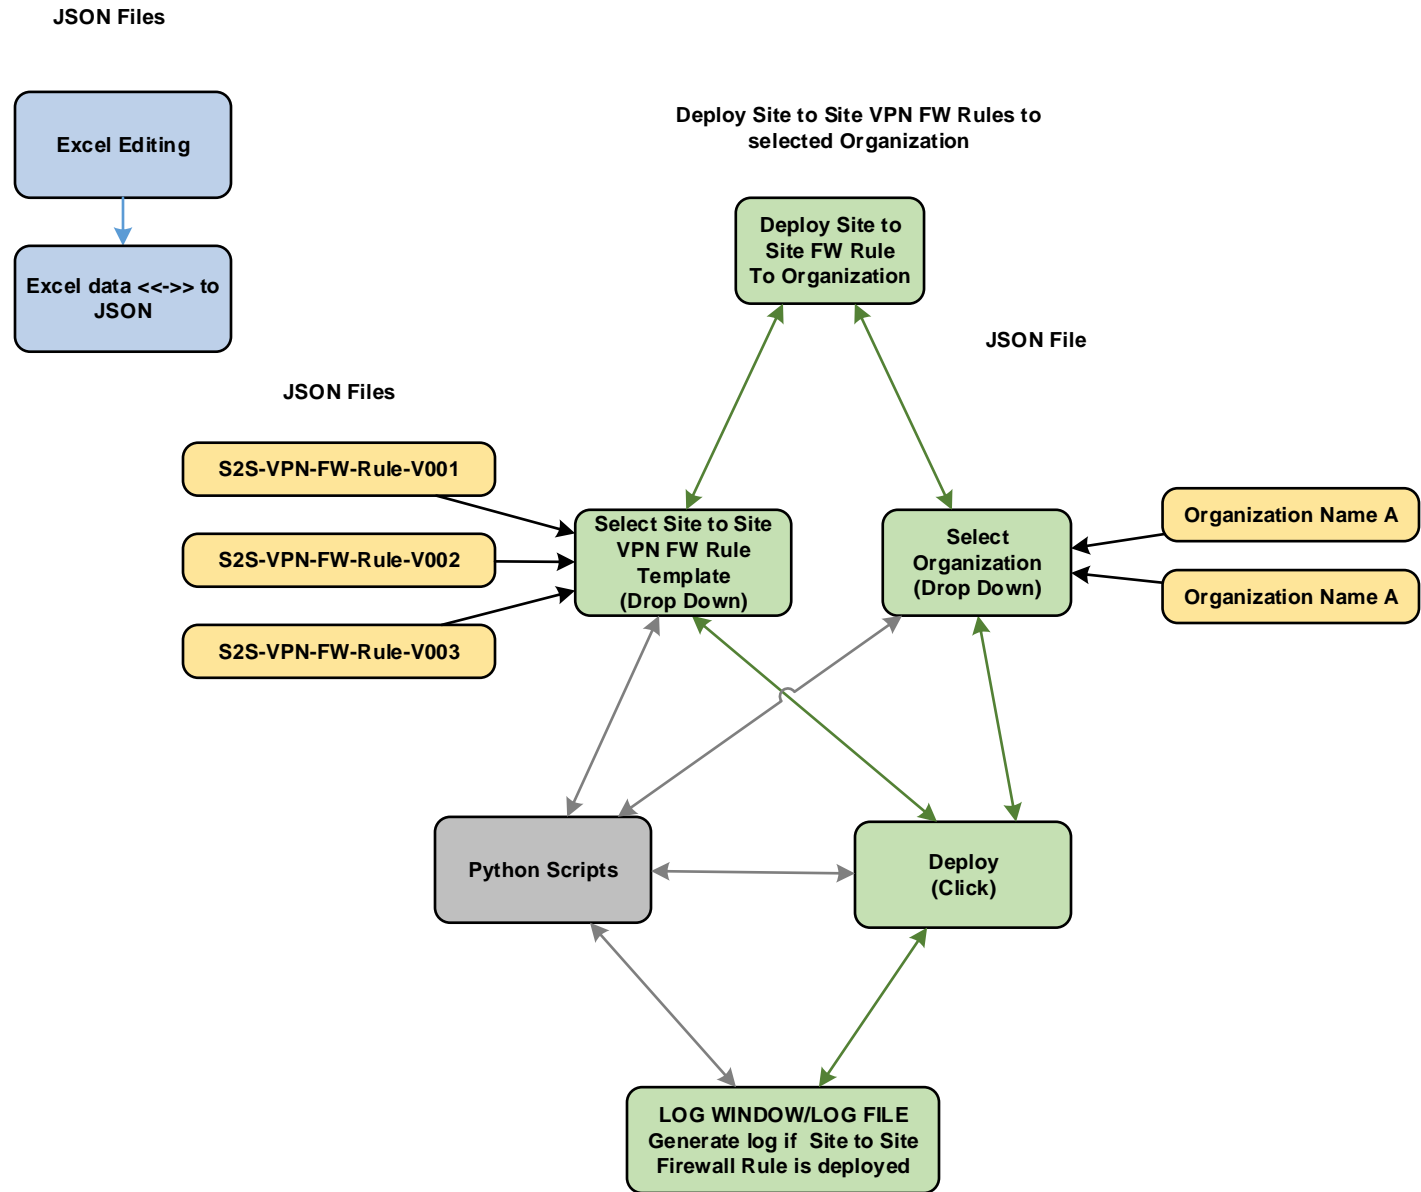 JSON Files
Excel Editing
Excel data <<->> to
JSON
Deploy Site to Site VPN FW Rules to
selected Organization
Deploy Site to
Site FW Rule
To Organization
JSON File
JSON Files
S2S-VPN-FW-Rule-V001
S2S-VPN-FW-Rule-V002
S2S-VPN-FW-Rule-V003
Select Site to Site
VPN FW Rule
Template
(Drop Down)
Select
Organization
(Drop Down)
Organization Name A
Organization Name A
Python Scripts
Deploy
(Click)
LOG WINDOW/LOG FILE
Generate log if  Site to Site
Firewall Rule is deployed